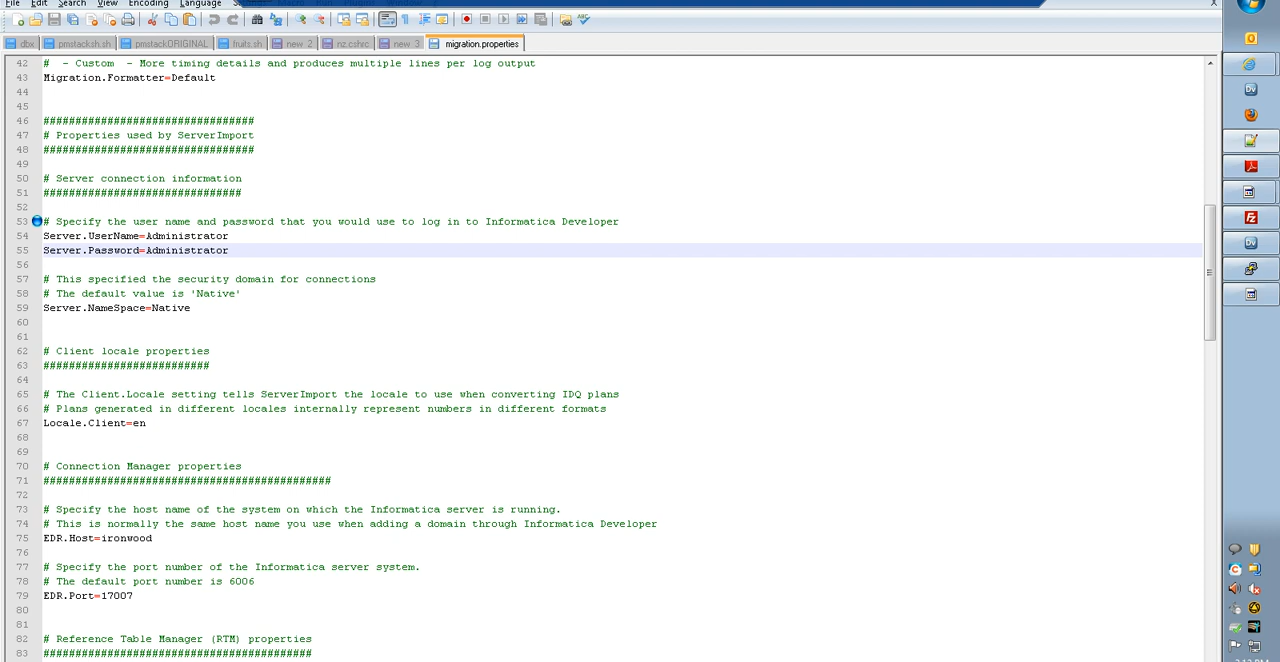 File Edit Search View Encoding Language
dbx pmstacksh.sh pmstack.ORIGINAL fruits.sh new 2 nz.cshrc new 3 migration.properties
42 #  - Custom  - More timing details and produces multiple lines per log output
43 Migration.Formatter=Default
44
45
46 #################################
47 # Properties used by ServerImport
48 #################################
49
50 # Server connection information
51 ###############################
52
53 # Specify the user name and password that you would use to log in to Informatica Developer
54 Server.UserName=Administrator
55 Server.Password=Administrator
56
57 # This specified the security domain for connections
58 # The default value is 'Native'
59 Server.NameSpace=Native
60
61
62 # Client locale properties
63 ##########################
64
65 # The Client.Locale setting tells ServerImport the locale to use when converting IDQ plans
66 # Plans generated in different locales internally represent numbers in different formats
67 Locale.Client=en
68
69
70 # Connection Manager properties
71 #############################################
72
73 # Specify the host name of the system on which the Informatica server is running.
74 # This is normally the same host name you use when adding a domain through Informatica Developer
75 EDR.Host=ironwood
76
77 # Specify the port number of the Informatica server system.
78 # The default port number is 6006
79 EDR.Port=17007
80
81
82 # Reference Table Manager (RTM) properties
83 ##########################################